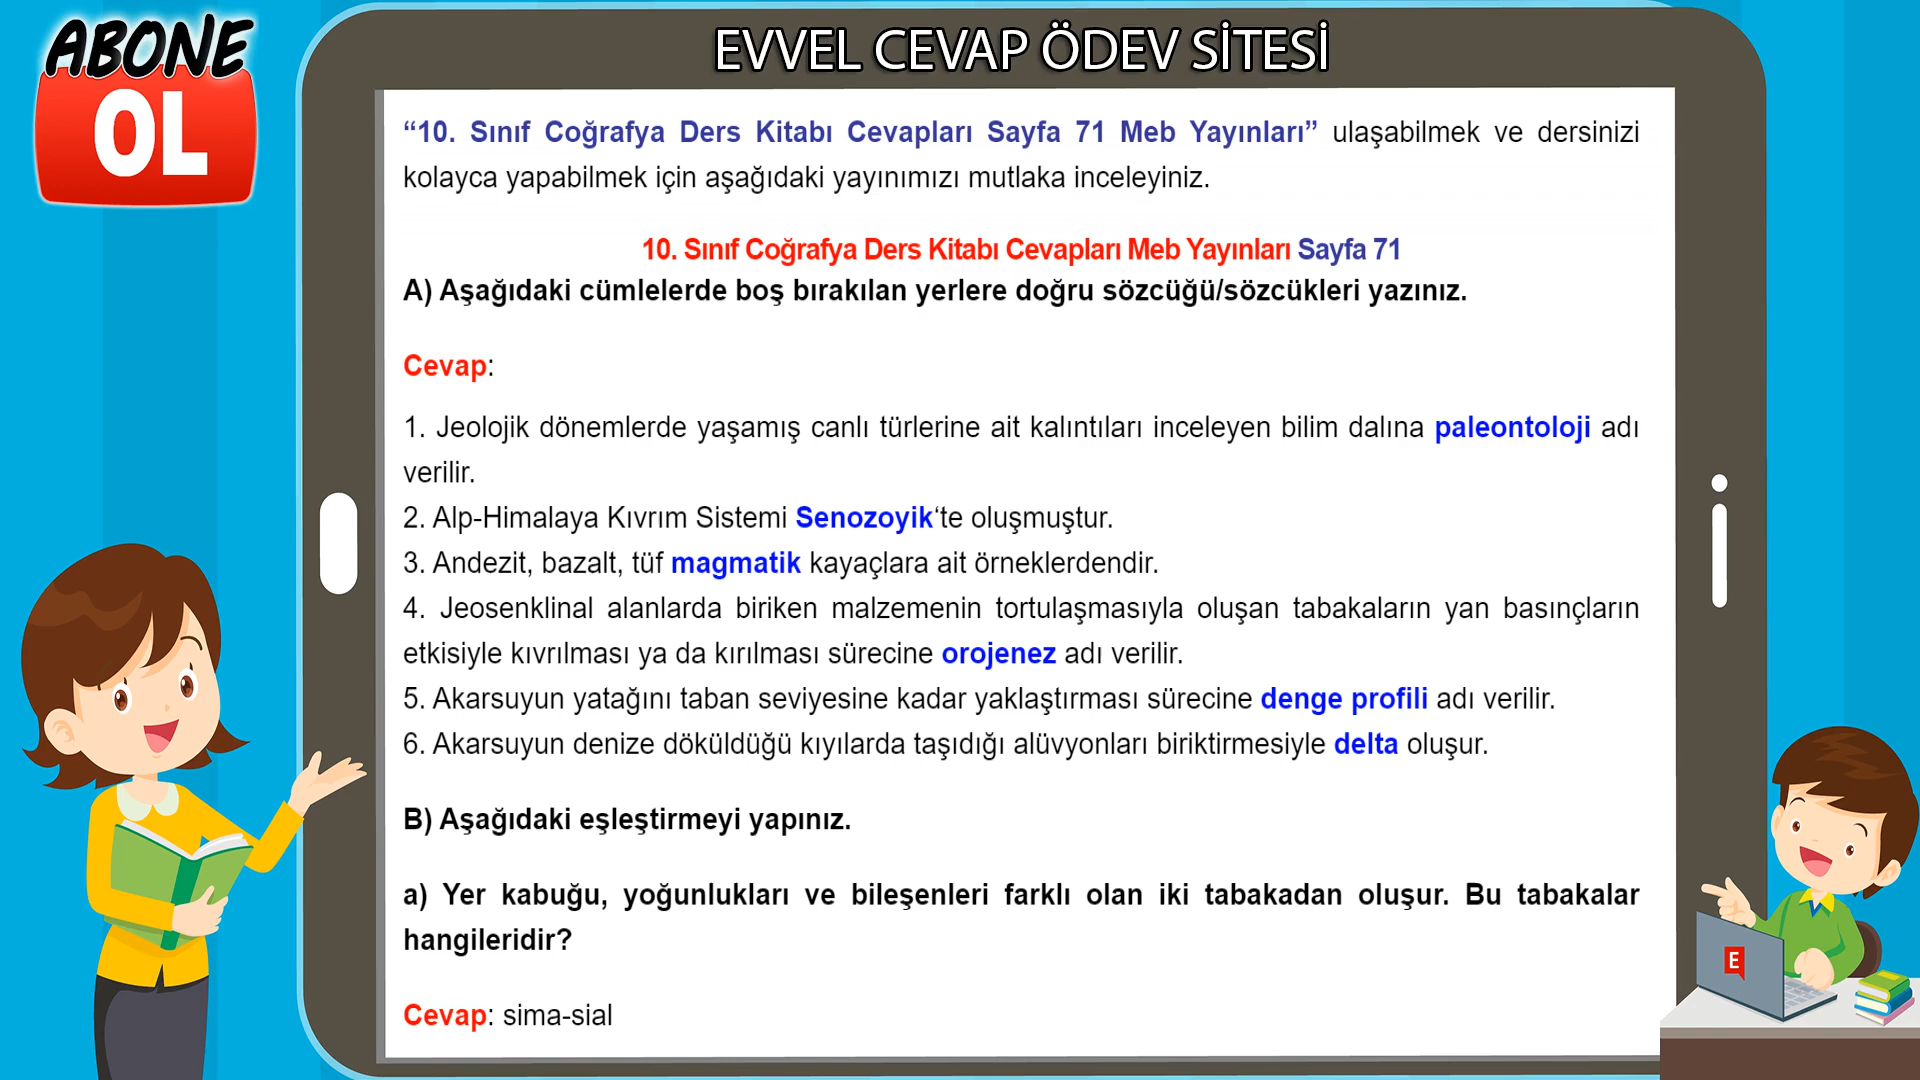 ABONE
OL
EVVEL CEVAP ÖDEV SİTESİ
“10. Sınıf Coğrafya Ders Kitabı Cevapları Sayfa 71 Meb Yayınları” ulaşabilmek ve dersinizi
kolayca yapabilmek için aşağıdaki yayınımızı mutlaka inceleyiniz.
10. Sınıf Coğrafya Ders Kitabı Cevapları Meb Yayınları Sayfa 71
A) Aşağıdaki cümlelerde boş bırakılan yerlere doğru sözcüğü/sözcükleri yazınız.
Cevap:
1. Jeolojik dönemlerde yaşamış canlı türlerine ait kalıntıları inceleyen bilim dalına paleontoloji adı
verilir.
2. Alp-Himalaya Kıvrım Sistemi Senozoyik‘te oluşmuştur.
3. Andezit, bazalt, tüf magmatik kayaçlara ait örneklerdendir.
4. Jeosenklinal alanlarda biriken malzemenin tortulaşmasıyla oluşan tabakaların yan basınçların
etkisiyle kıvrılması ya da kırılması sürecine orojenez adı verilir.
5. Akarsuyun yatağını taban seviyesine kadar yaklaştırması sürecine denge profili adı verilir.
6. Akarsuyun denize döküldüğü kıyılarda taşıdığı alüvyonları biriktirmesiyle delta oluşur.
B) Aşağıdaki eşleştirmeyi yapınız.
a) Yer kabuğu, yoğunlukları ve bileşenleri farklı olan iki tabakadan oluşur. Bu tabakalar
hangileridir?
Cevap: sima-sial
E